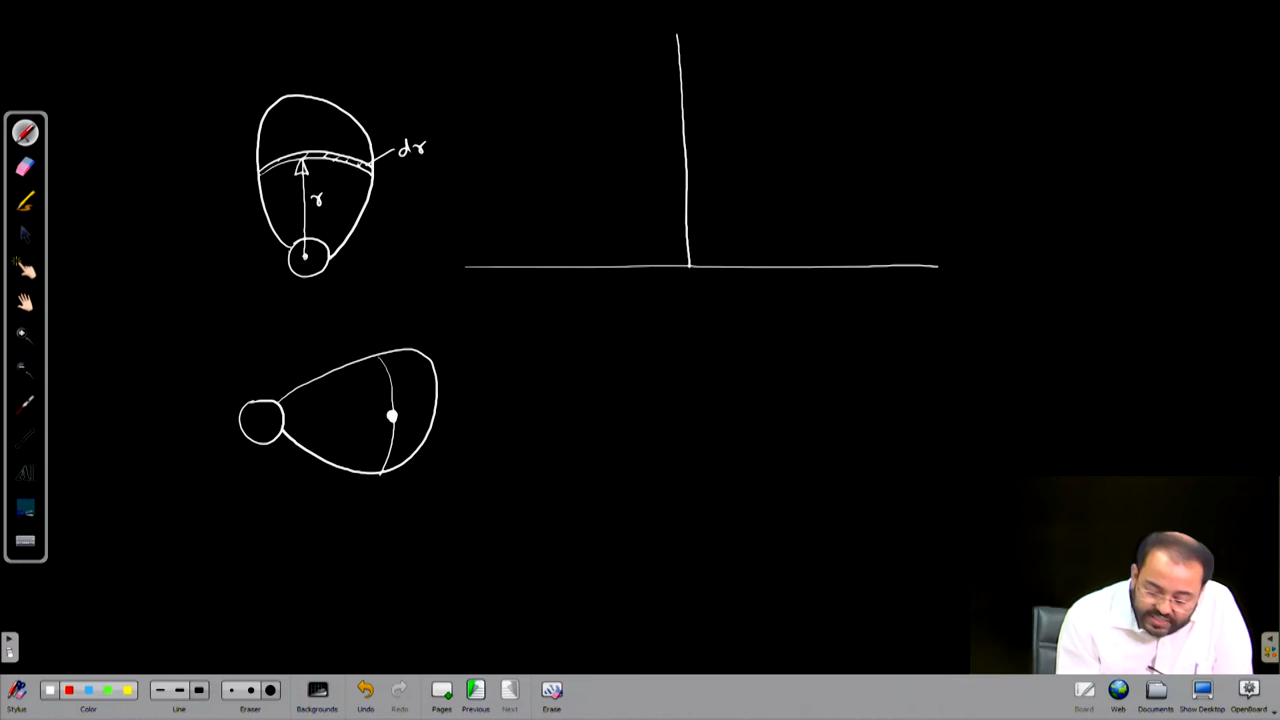 dr
r
Stylus
Color
Line
Eraser
Backgrounds
Undo
Redo
Pages
Previous
Next
Erase
Board
Web
Documents
Show Desktop
OpenBoard